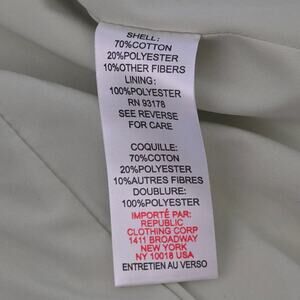 SHELL:
70%COTTON
20%POLYESTER
10%OTHER FIBERS
LINING:
100%POLYESTER
RN 93178
SEE REVERSE
FOR CARE
COQUILLE:
70%COTON
20%POLYESTER
10%AUTRES FIBRES
DOUBLURE:
100%POLYESTER
IMPORTÉ PAR:
REPUBLIC
CLOTHING CORP
1411 BROADWAY
NEW YORK
NY 10018 USA
ENTRETIEN AU VERSO